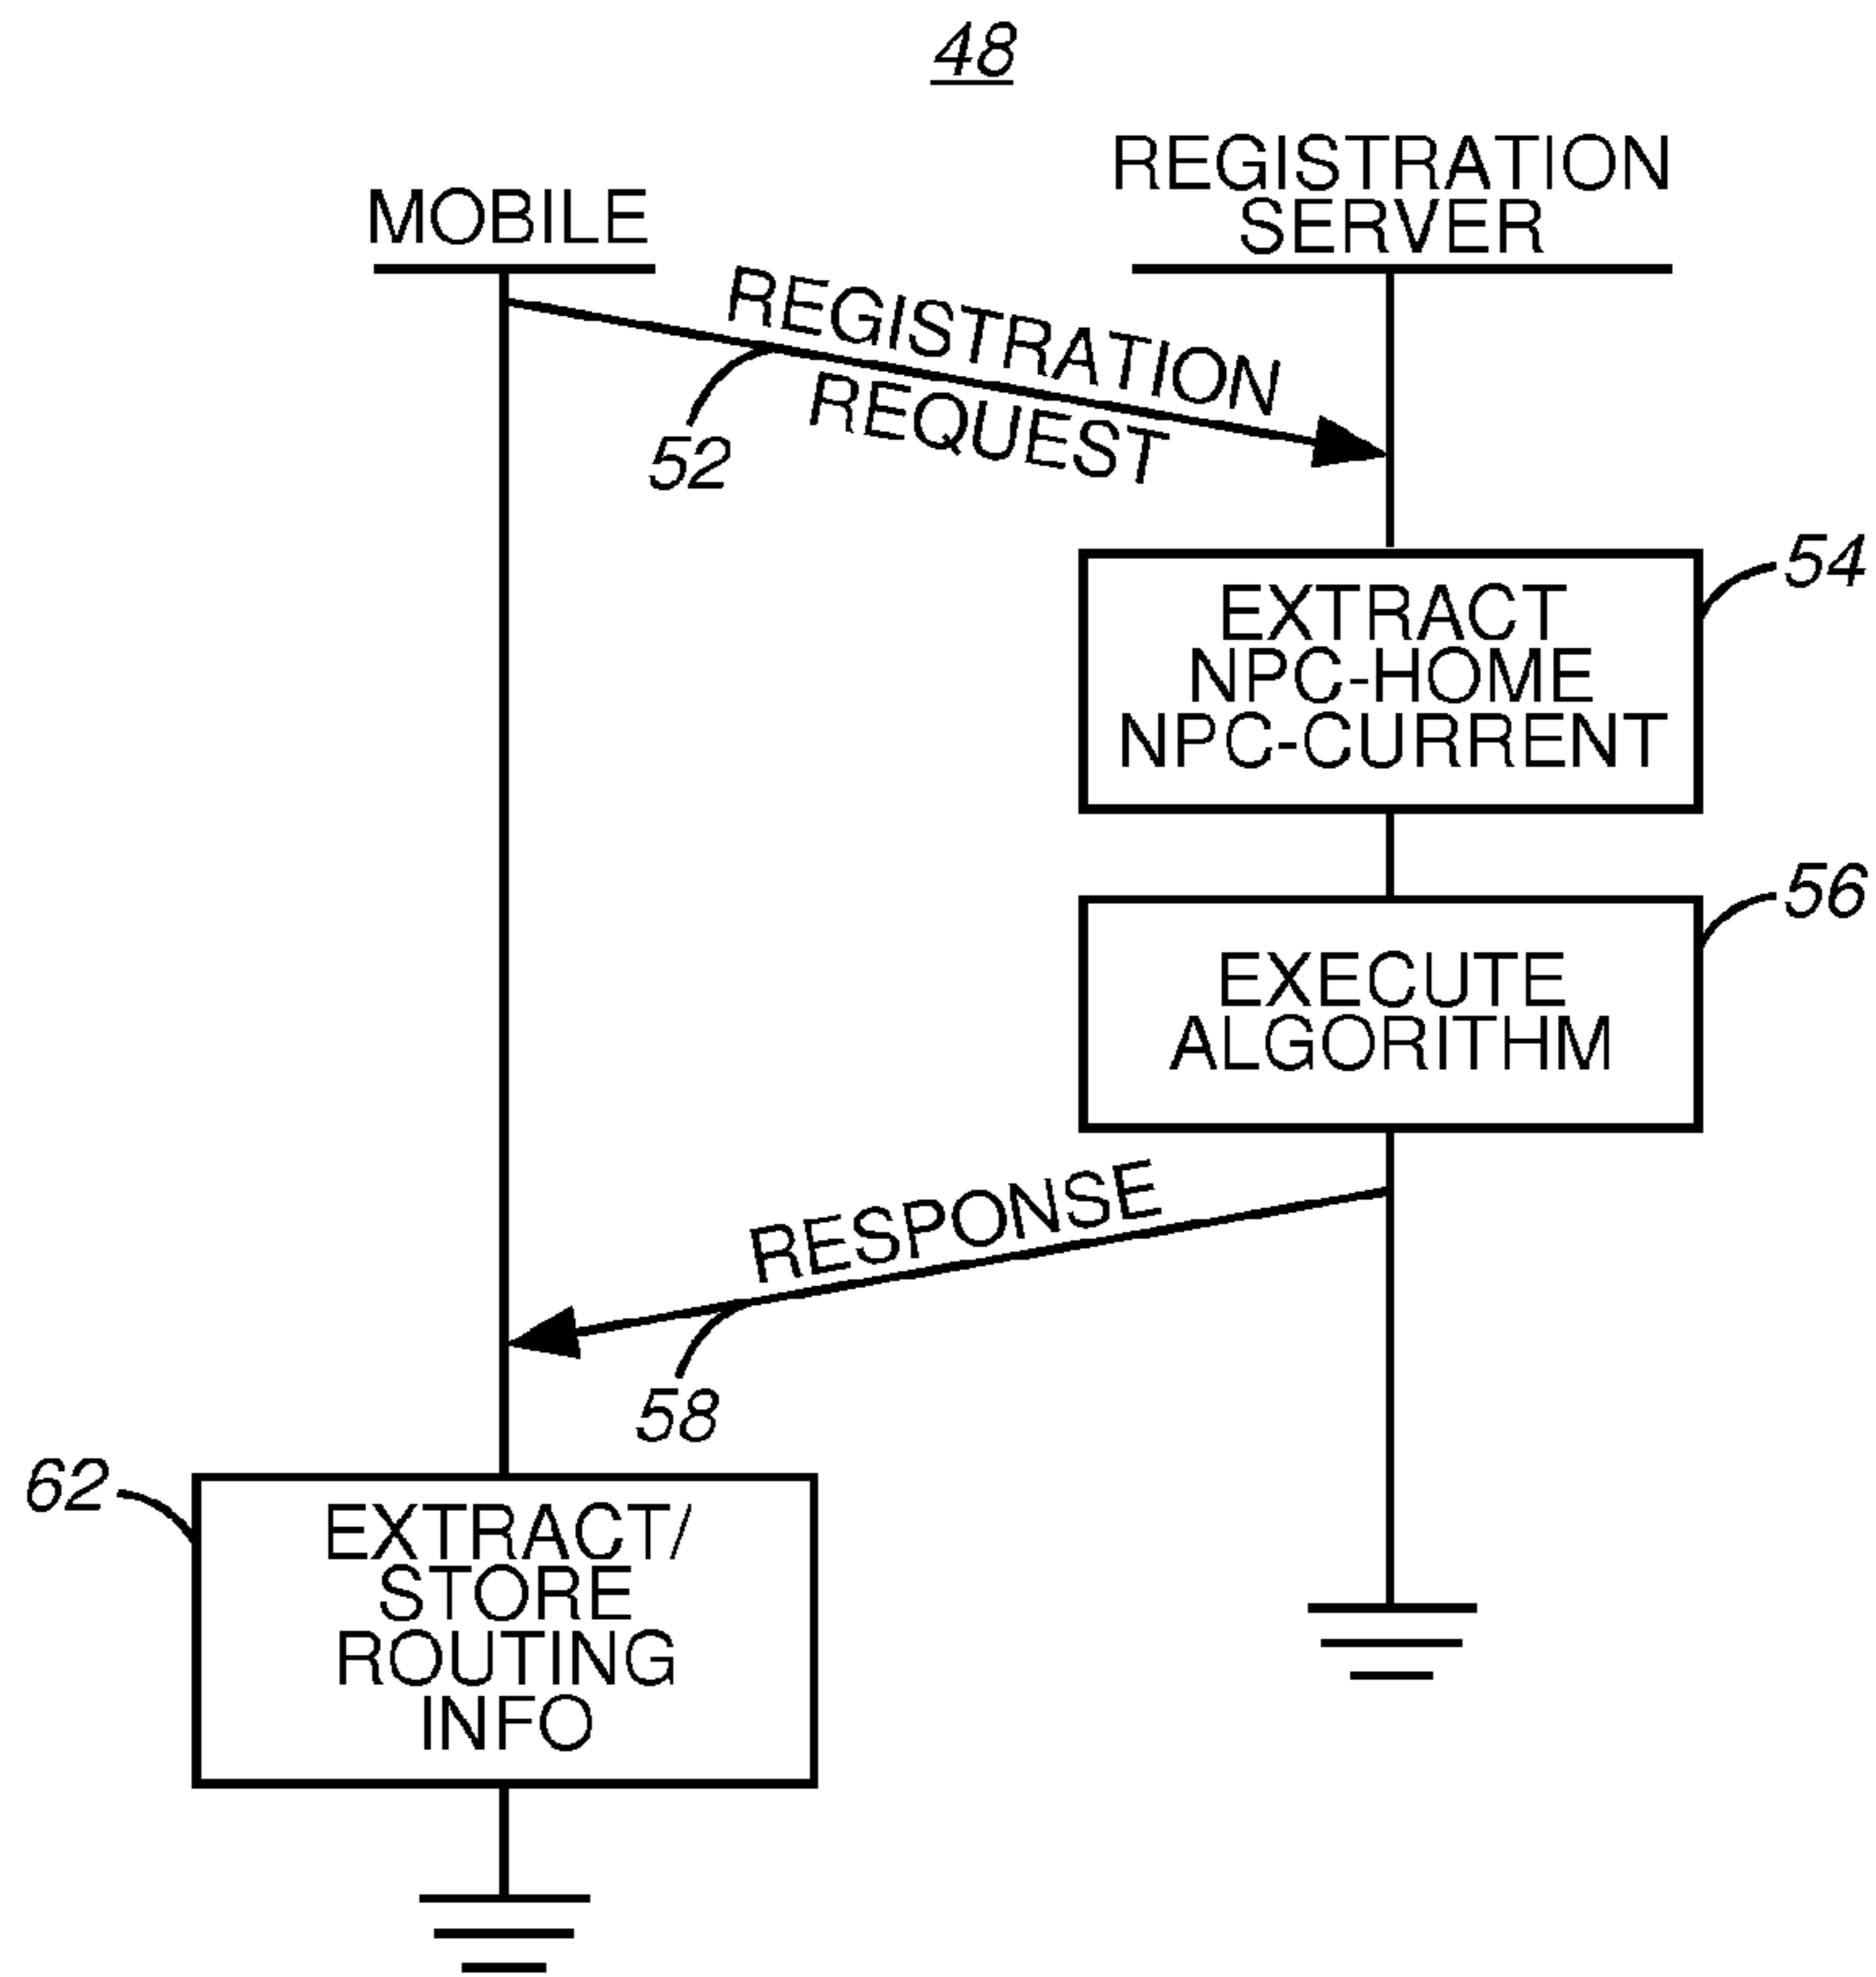 48
MOBILE
REGISTRATION
SERVER
REGISTRATION
REQUEST
52
EXTRACT
NPC-HOME
NPC-CURRENT
54
EXECUTE
ALGORITHM
56
RESPONSE
58
62
EXTRACT/
STORE
ROUTING
INFO